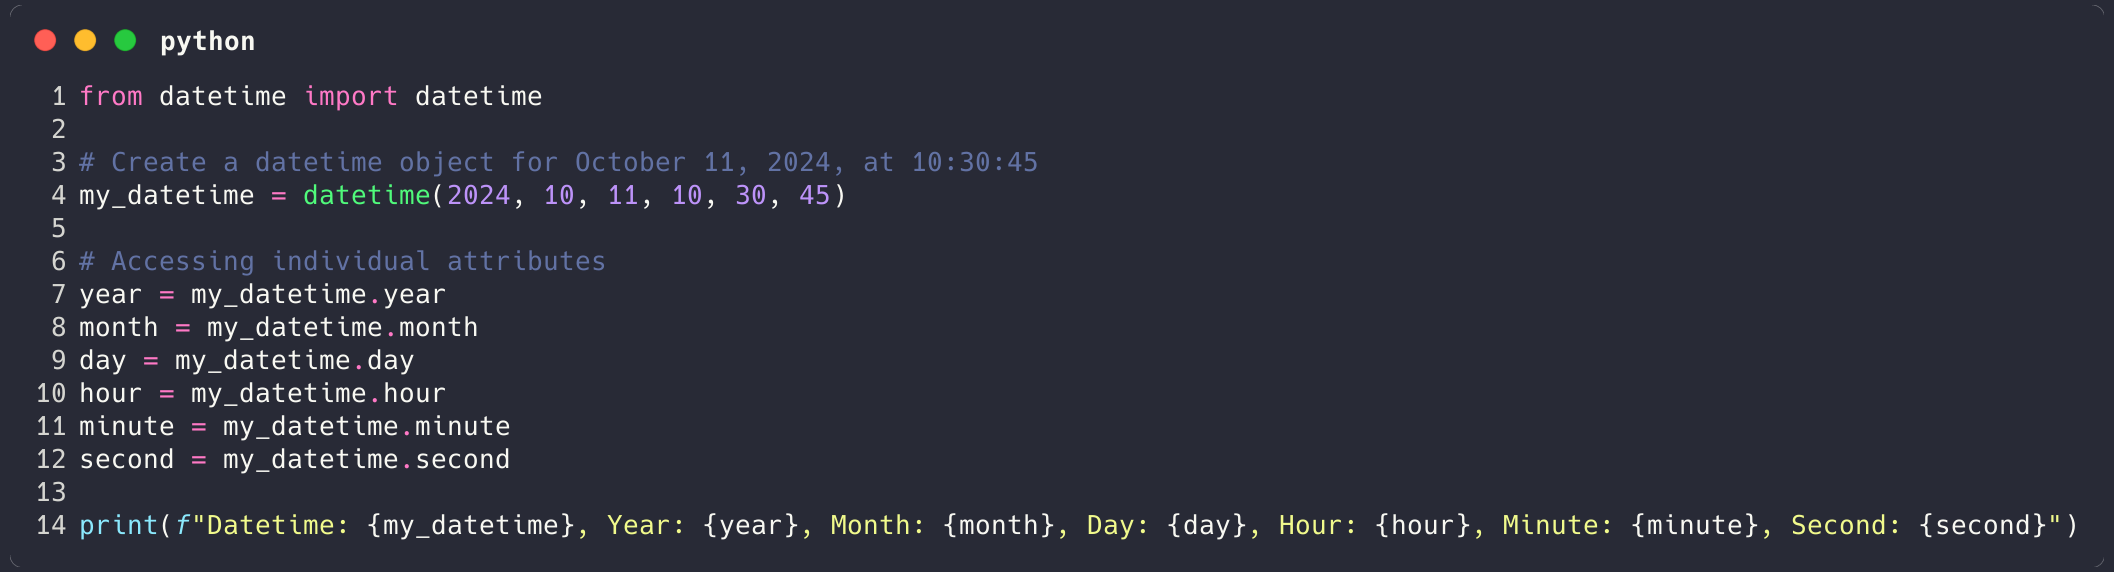 python
1 from datetime import datetime
2
3 # Create a datetime object for October 11, 2024, at 10:30:45
4 my_datetime = datetime(2024, 10, 11, 10, 30, 45)
5
6 # Accessing individual attributes
7 year = my_datetime.year
8 month = my_datetime.month
9 day = my_datetime.day
10 hour = my_datetime.hour
11 minute = my_datetime.minute
12 second = my_datetime.second
13
14 print(f"Datetime: {my_datetime}, Year: {year}, Month: {month}, Day: {day}, Hour: {hour}, Minute: {minute}, Second: {second}")